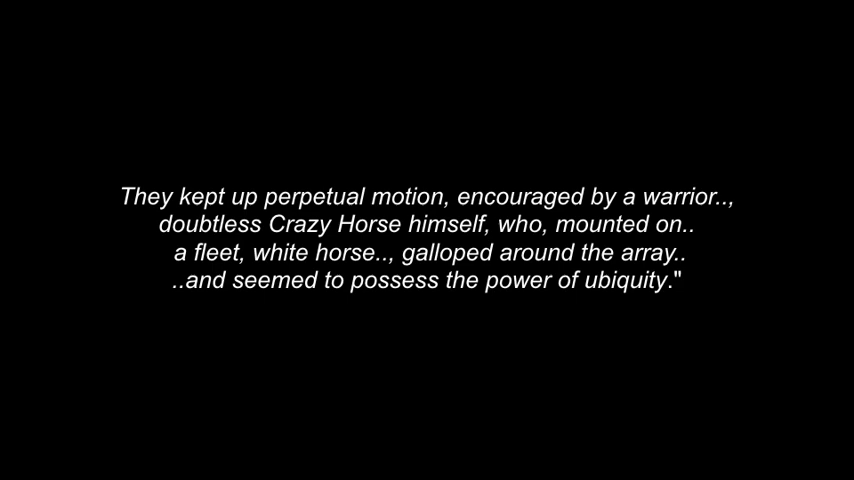 They kept up perpetual motion, encouraged by a warrior..,
doubtless Crazy Horse himself, who, mounted on..
a fleet, white horse.., galloped around the array..
..and seemed to possess the power of ubiquity."